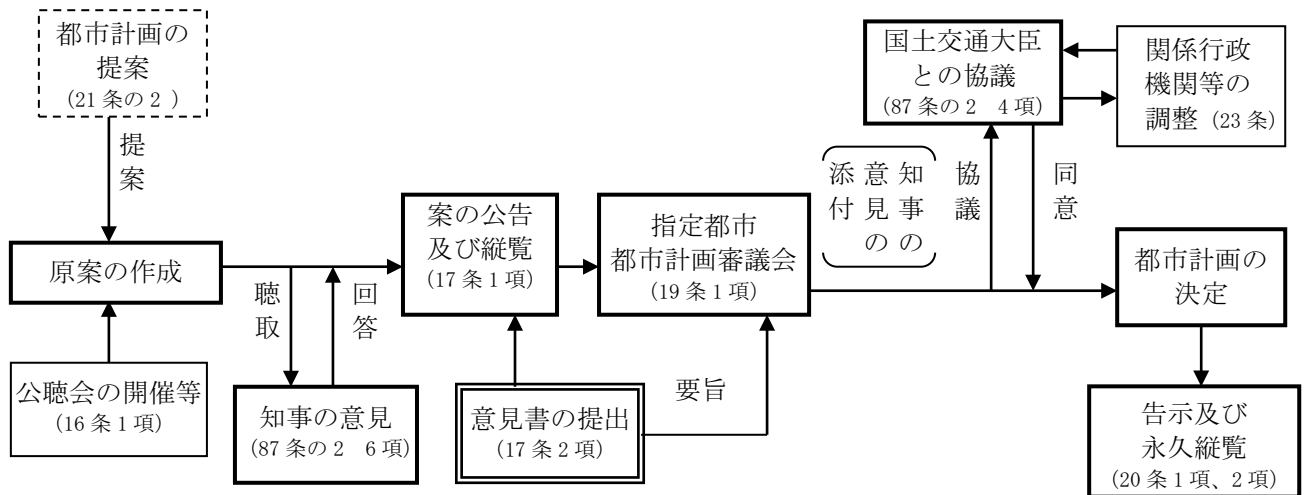 都市計画の
提案
(21条の2 )
提
案
原案の作成
公聴会の開催等
(16条1項)
聴
取
回
答
知事の意見
(87条の2 6項)
案の公告
及び縦覧
(17条1項)
意見書の提出
(17条2項)
要旨
指定都市
都市計画審議会
(19条1項)
知事の
意見の
添付
協
議
同
意
国土交通大臣
との協議
(87条の2 4項)
関係行政
機関等の
調整 (23条)
都市計画の
決定
告示及び
永久縦覧
(20条1項、2項)